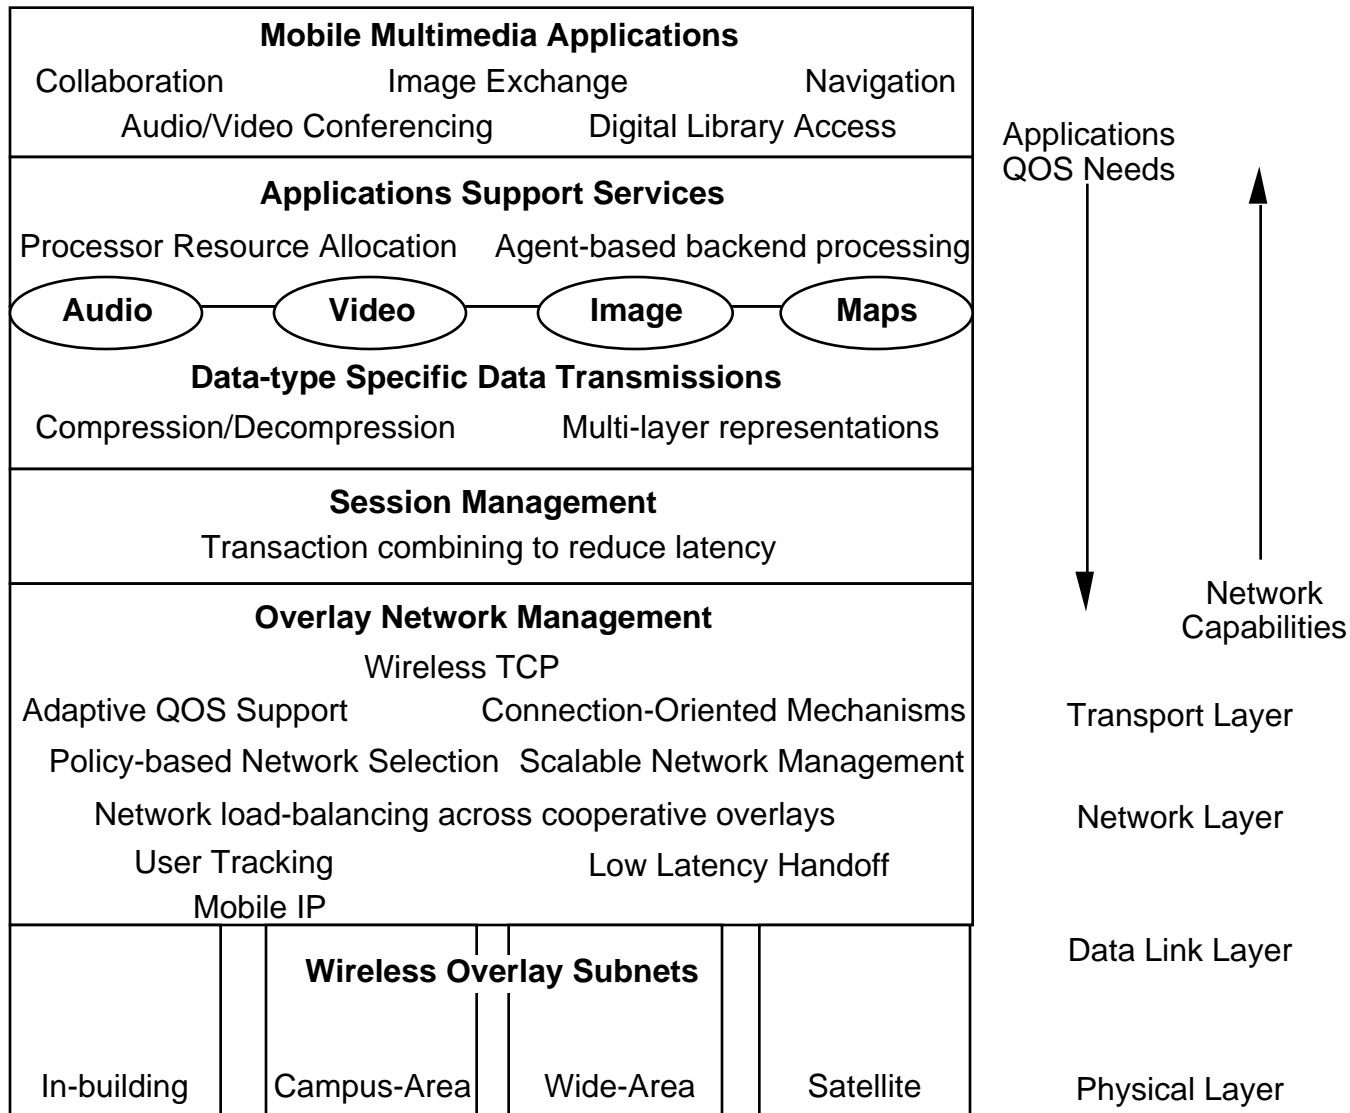 Mobile Multimedia Applications
Collaboration Image Exchange Navigation
Audio/Video Conferencing Digital Library Access
Applications Support Services
Processor Resource Allocation Agent-based backend processing
Audio Video Image Maps
Data-type Specific Data Transmissions
Compression/Decompression Multi-layer representations
Session Management
Transaction combining to reduce latency
Overlay Network Management
Wireless TCP
Adaptive QOS Support Connection-Oriented Mechanisms
Policy-based Network Selection Scalable Network Management
Network load-balancing across cooperative overlays
User Tracking Low Latency Handoff
Mobile IP
Wireless Overlay Subnets
In-building Campus-Area Wide-Area Satellite
Applications
QOS Needs
Network
Capabilities
Transport Layer
Network Layer
Data Link Layer
Physical Layer